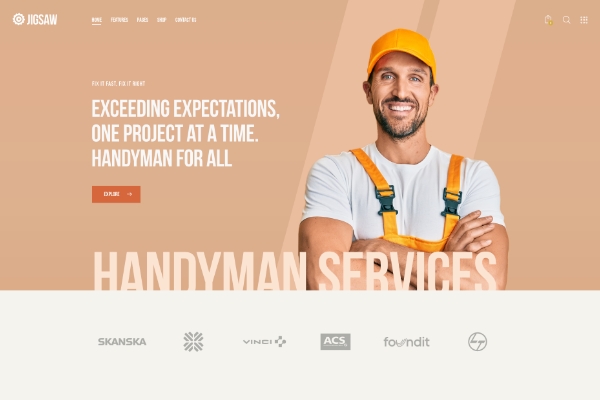 JIGSAW
HOME FEATURES PAGES SHOP CONTACT US
FIX IT FAST, FIX IT RIGHT
EXCEEDING EXPECTATIONS,
ONE PROJECT AT A TIME.
HANDYMAN FOR ALL
EXPLORE
HANDYMAN SERVICES
SKANSKA
VINCI
ACS
foundit